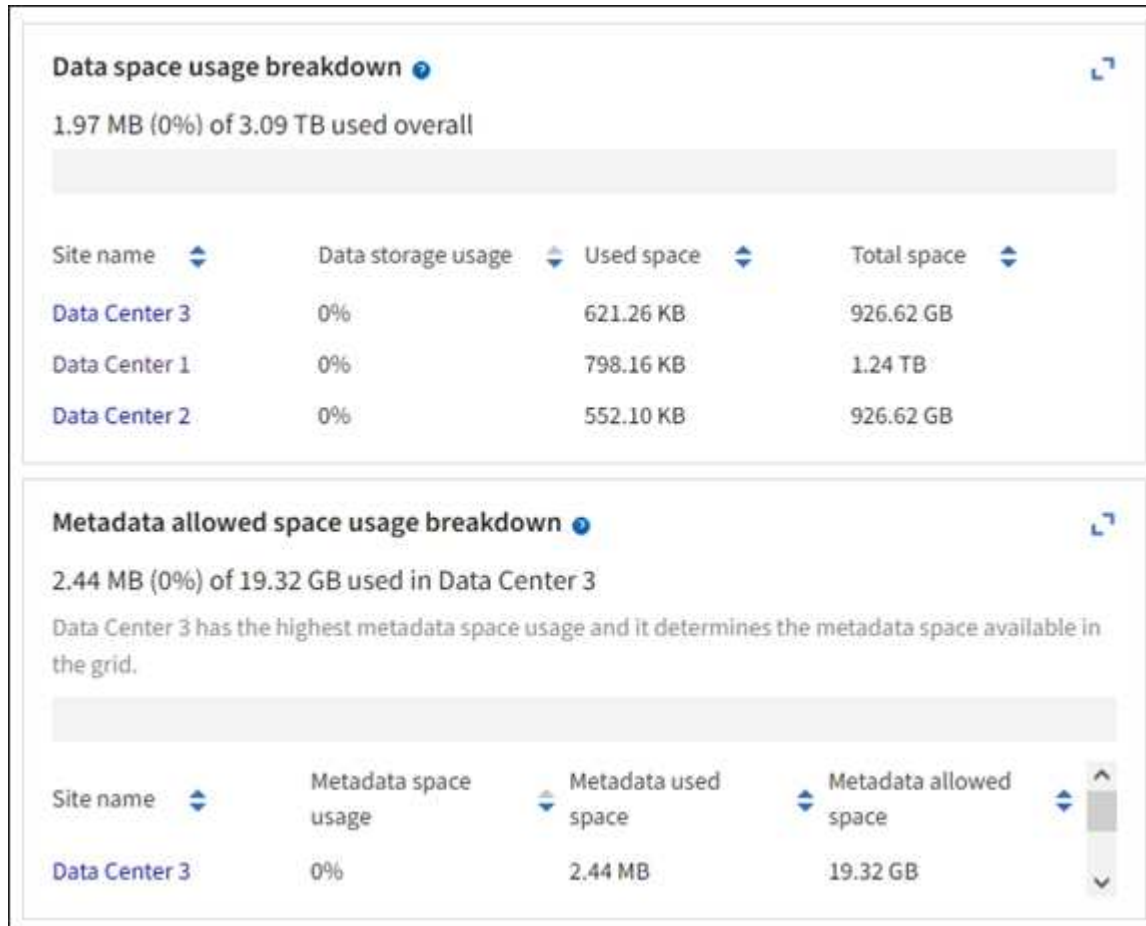 Data space usage breakdown ?
1.97 MB (0%) of 3.09 TB used overall
Site name Data storage usage Used space Total space
Data Center 3 0% 621.26 KB 926.62 GB
Data Center 1 0% 798.16 KB 1.24 TB
Data Center 2 0% 552.10 KB 926.62 GB
Metadata allowed space usage breakdown ?
2.44 MB (0%) of 19.32 GB used in Data Center 3
Data Center 3 has the highest metadata space usage and it determines the metadata space available in
the grid.
Site name Metadata space usage Metadata used space Metadata allowed space
Data Center 3 0% 2.44 MB 19.32 GB